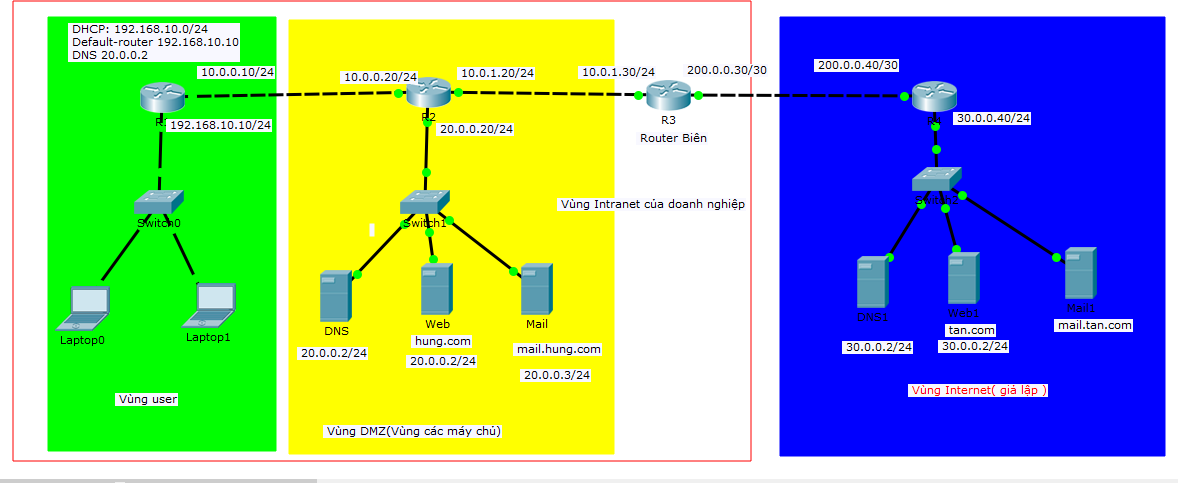 DHCP: 192.168.10.0/24
Default-router 192.168.10.10
DNS 20.0.0.2
10.0.0.10/24
192.168.10.10/24
Switch0
Laptop0
Laptop1
Vùng user
10.0.0.20/24
10.0.1.20/24
R2
20.0.0.20/24
Switch1
DNS
20.0.0.2/24
Web
hung.com
20.0.0.2/24
Mail
mail.hung.com
20.0.0.3/24
Vùng DMZ(Vùng các máy chủ)
10.0.1.30/24
200.0.0.30/30
R3
Router Biên
Vùng Intranet của doanh nghiệp
200.0.0.40/30
30.0.0.40/24
DNS1
30.0.0.2/24
Web1
tan.com
30.0.0.2/24
Mail1
mail.tan.com
Vùng Internet( giả lập )